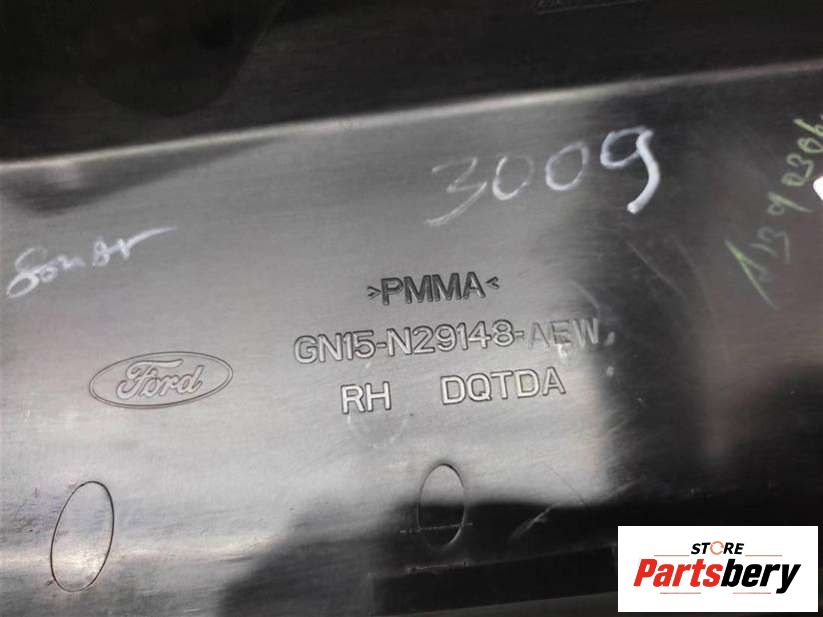 3009
>PMMA<
GN15-N29148-AEW
Ford
RH DQTDA
STORE
Partsbery